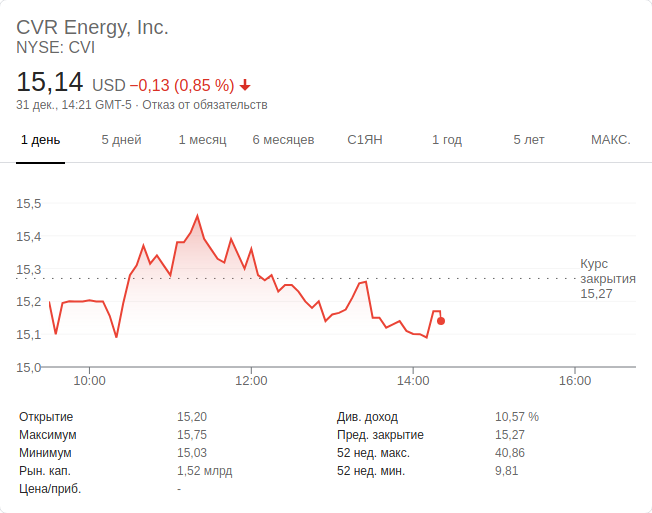 CVR Energy, Inc.
NYSE: CVI
15,14 USD −0,13 (0,85 %)
31 дек., 14:21 GMT-5 · Отказ от обязательств
1 день 5 дней 1 месяц 6 месяцев С1ЯН 1 год 5 лет МАКС.
15,5
15,4
15,3
15,2
15,1
15,0
Курс
закрытия
15,27
10:00 12:00 14:00 16:00
Открытие 15,20 Див. доход 10,57 %
Максимум 15,75 Пред. закрытие 15,27
Минимум 15,03 52 нед. макс. 40,86
Рын. кап. 1,52 млрд 52 нед. мин. 9,81
Цена/приб. -